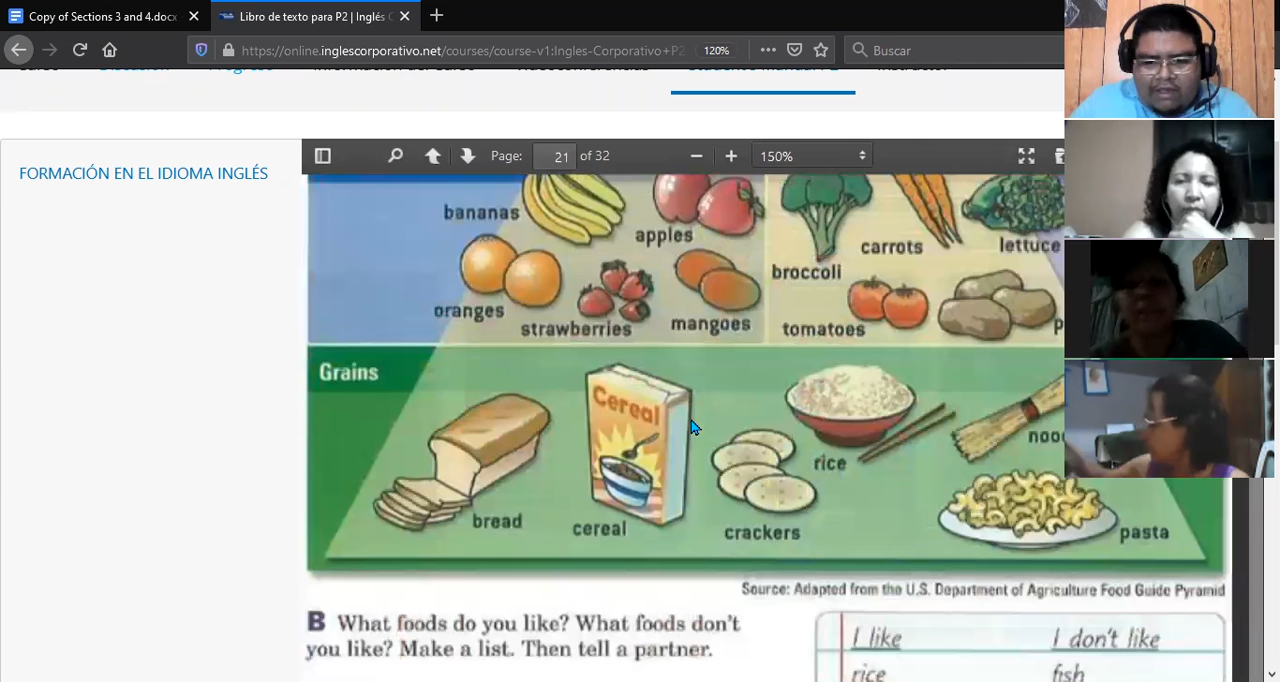 Copy of Sections 3 and 4.docx
Libro de texto para P2 | Inglés C
https://online.inglescorporativo.net/courses/course-v1:Ingles-Corporativo+P2
120%
Buscar
Progreso
FORMACIÓN EN EL IDIOMA INGLÉS
Page: 21 of 32
150%
bananas
apples
carrots
lettuce
broccoli
oranges
strawberries
mangoes
tomatoes
p
Grains
Cereal
rice
noo
bread
cereal
crackers
pasta
Source: Adapted from the U.S. Department of Agriculture Food Guide Pyramid
B What foods do you like? What foods don't
you like? Make a list. Then tell a partner.
I like I don't like
rice fish